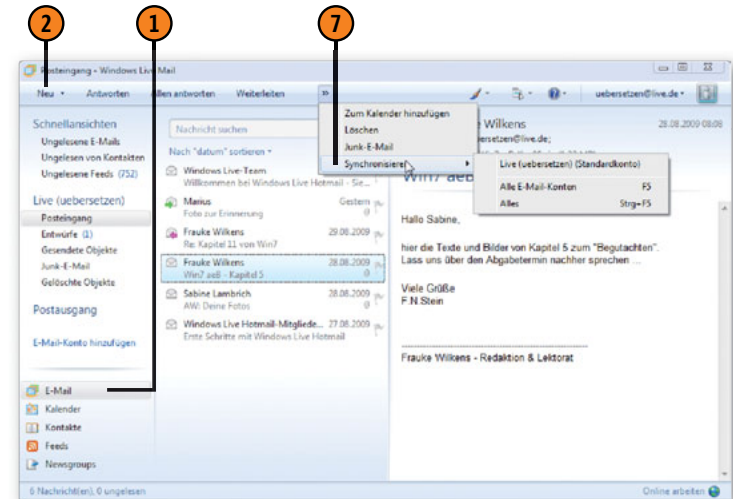 2
1
7
Posteingang - Windows Live Mail
Neu
Antworten
Allen antworten
Weiterleiten
»
uebersetzen@live.de
Schnellansichten
Ungelesene E-Mails
Ungelesen von Kontakten
Ungelesene Feeds (752)
Live (uebersetzen)
Posteingang
Entwürfe (1)
Gesendete Objekte
Junk-E-Mail
Gelöschte Objekte
Postausgang
E-Mail-Konto hinzufügen
E-Mail
Kalender
Kontakte
Feeds
Newsgroups
Nachricht suchen
Nach "datum" sortieren
Windows Live-Team
Willkommen bei Windows Live Hotmail - Sie...
Marius
Gestern
Foto zur Erinnerung
Frauke Wilkens
29.08.2009
Re: Kapitel 11 von Win7
Frauke Wilkens
28.08.2009
Win7 aeB - Kapitel 5
Sabine Lambrich
28.08.2009
AW: Deine Fotos
Windows Live Hotmail-Mitgliede...
27.08.2009
Erste Schritte mit Windows Live Hotmail
Zum Kalender hinzufügen
Löschen
Junk-E-Mail
Synchronisieren
Live (uebersetzen) (Standardkonto)
Alle E-Mail-Konten F5
Alles Strg+F5
Wilkens
28.08.2009 08:08
Win7 aeB
Hallo Sabine,
hier die Texte und Bilder von Kapitel 5 zum "Begutachten".
Lass uns über den Abgabetermin nachher sprechen ...
Viele Grüße
F.N.Stein
Frauke Wilkens - Redaktion & Lektorat
6 Nachricht(en), 0 ungelesen
Online arbeiten